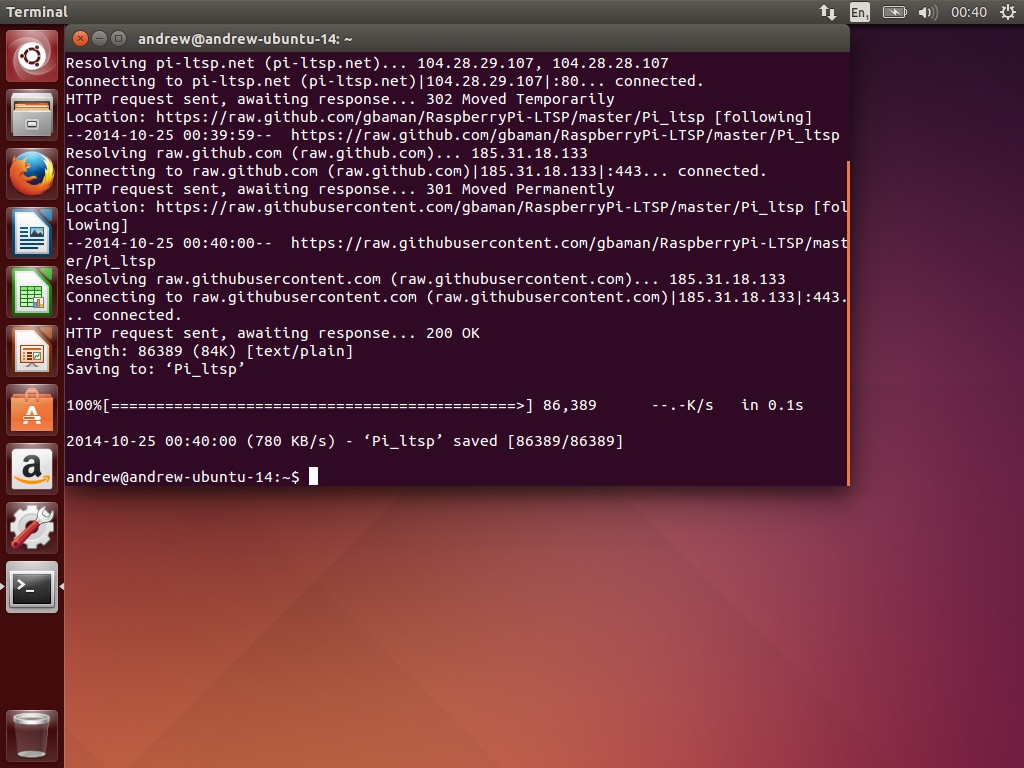 Terminal
En1
00:40
andrew@andrew-ubuntu-14: ~
Resolving pi-ltsp.net (pi-ltsp.net)... 104.28.29.107, 104.28.28.107
Connecting to pi-ltsp.net (pi-ltsp.net)|104.28.29.107|:80... connected.
HTTP request sent, awaiting response... 302 Moved Temporarily
Location: https://raw.github.com/gbaman/RaspberryPi-LTSP/master/Pi_ltsp [following]
--2014-10-25 00:39:59--  https://raw.github.com/gbaman/RaspberryPi-LTSP/master/Pi_ltsp
Resolving raw.github.com (raw.github.com)... 185.31.18.133
Connecting to raw.github.com (raw.github.com)|185.31.18.133|:443... connected.
HTTP request sent, awaiting response... 301 Moved Permanently
Location: https://raw.githubusercontent.com/gbaman/RaspberryPi-LTSP/master/Pi_ltsp [fol
lowing]
--2014-10-25 00:40:00--  https://raw.githubusercontent.com/gbaman/RaspberryPi-LTSP/mast
er/Pi_ltsp
Resolving raw.githubusercontent.com (raw.githubusercontent.com)... 185.31.18.133
Connecting to raw.githubusercontent.com (raw.githubusercontent.com)|185.31.18.133|:443.
.. connected.
HTTP request sent, awaiting response... 200 OK
Length: 86389 (84K) [text/plain]
Saving to: ‘Pi_ltsp’
100%[=============================================>] 86,389      --.-K/s   in 0.1s
2014-10-25 00:40:00 (780 KB/s) - ‘Pi_ltsp’ saved [86389/86389]
andrew@andrew-ubuntu-14:~$